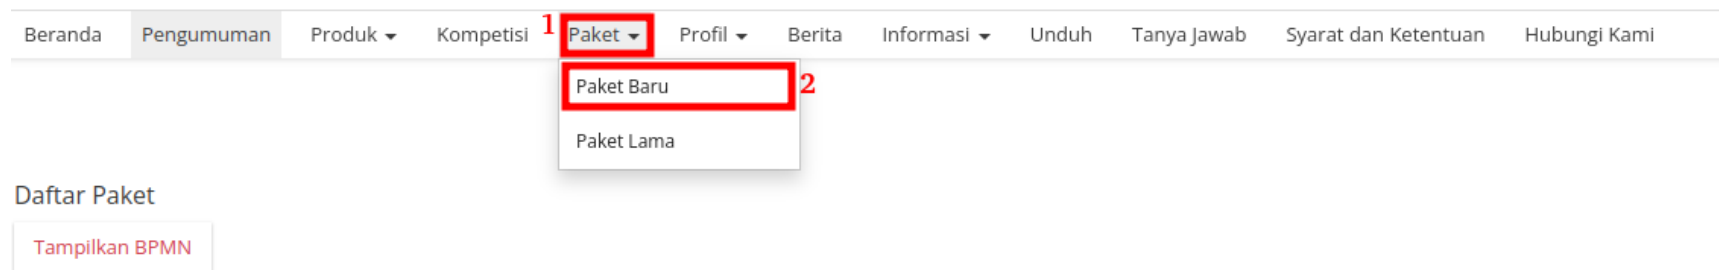 Beranda Pengumuman Produk Kompetisi 1 Paket Profil Berita Informasi Unduh Tanya Jawab Syarat dan Ketentuan Hubungi Kami
Paket Baru 2
Paket Lama
Daftar Paket
Tampilkan BPMN